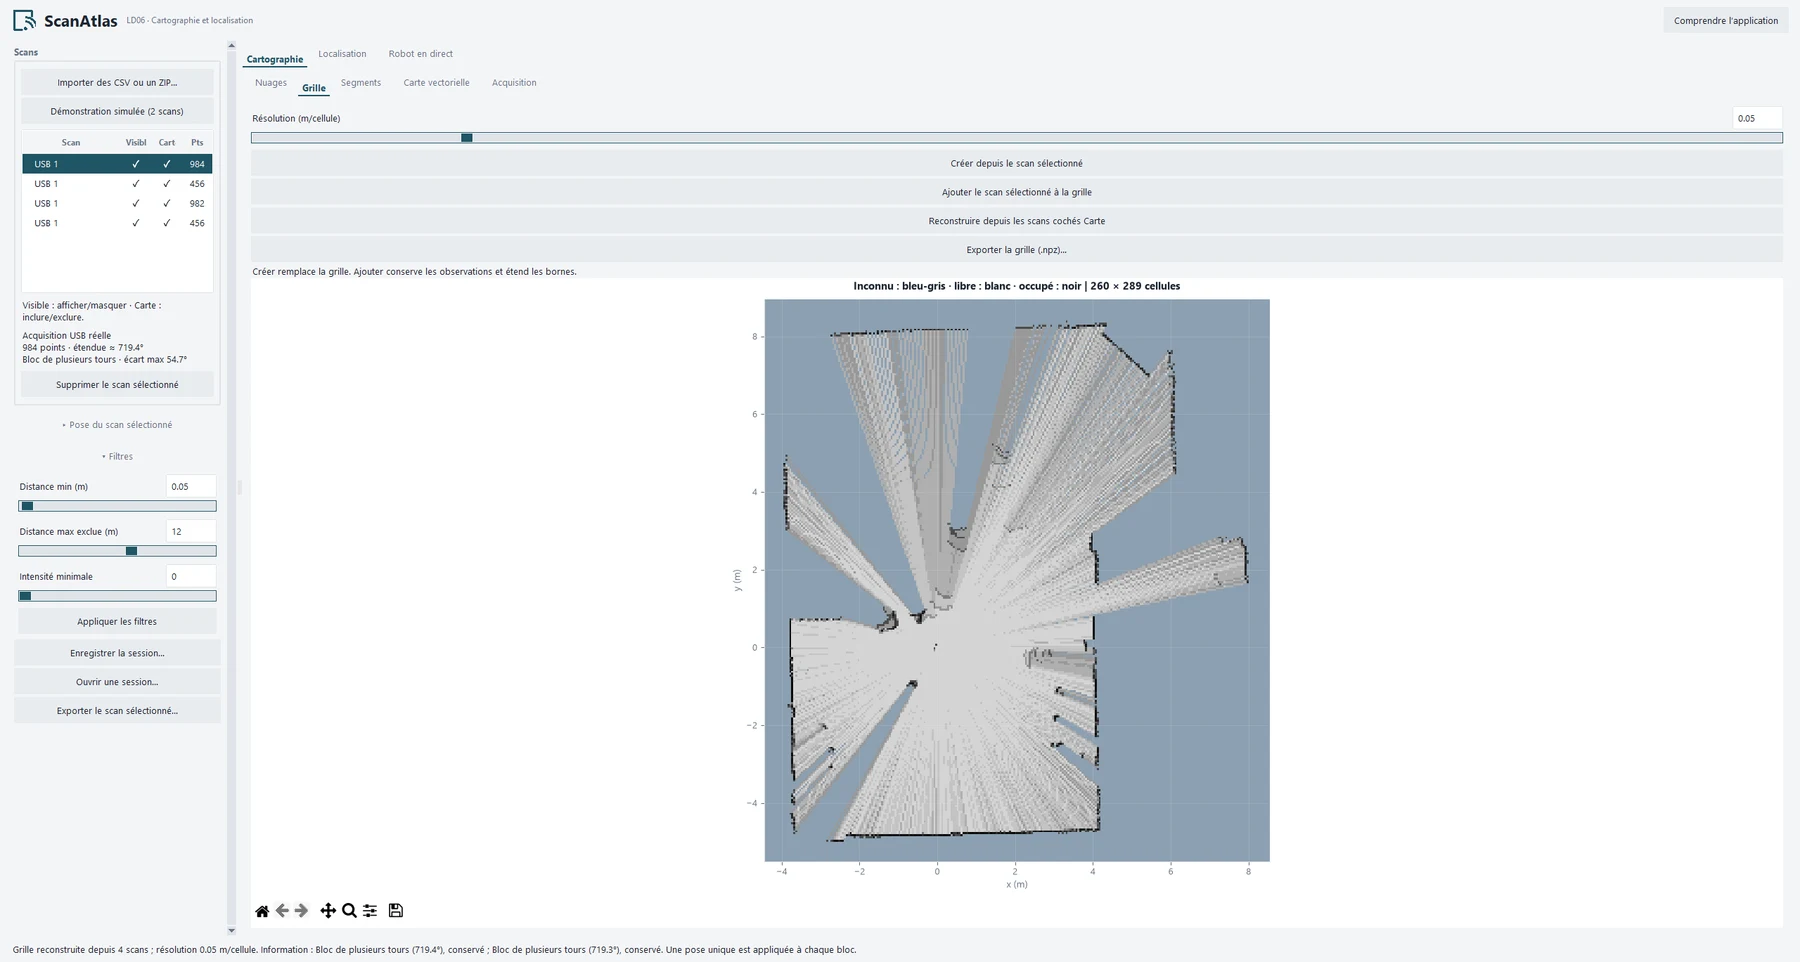 ScanAtlas LD06 · Cartographie et localisation
Comprendre l'application
Scans
Importer des CSV ou un ZIP...
Démonstration simulée (2 scans)
Scan Visibl Cart Pts
USB 1 ✓ ✓ 984
USB 1 ✓ ✓ 456
USB 1 ✓ ✓ 982
USB 1 ✓ ✓ 456
Visible : afficher/masquer · Carte :
inclure/exclure.
Acquisition USB réelle
984 points · étendue ≈ 719.4°
Bloc de plusieurs tours · écart max 54.7°
Supprimer le scan sélectionné
Pose du scan sélectionné
Filtres
Distance min (m) 0.05
Distance max exclue (m) 12
Intensité minimale 0
Appliquer les filtres
Enregistrer la session...
Ouvrir une session...
Exporter le scan sélectionné...
Cartographie Localisation Robot en direct
Nuages Grille Segments Carte vectorielle Acquisition
Résolution (m/cellule) 0.05
Créer depuis le scan sélectionné
Ajouter le scan sélectionné à la grille
Reconstruire depuis les scans cochés Carte
Exporter la grille (.npz)...
Créer remplace la grille. Ajouter conserve les observations et étend les bornes.
Inconnu : bleu-gris · libre : blanc · occupé : noir | 260 × 289 cellules
8
6
4
2
0
−2
−4
y (m)
−4 −2 0 2 4 6 8
x (m)
Grille reconstruite depuis 4 scans ; résolution 0.05 m/cellule. Information : Bloc de plusieurs tours (719.4°), conservé ; Bloc de plusieurs tours (719.3°), conservé. Une pose unique est appliquée à chaque bloc.